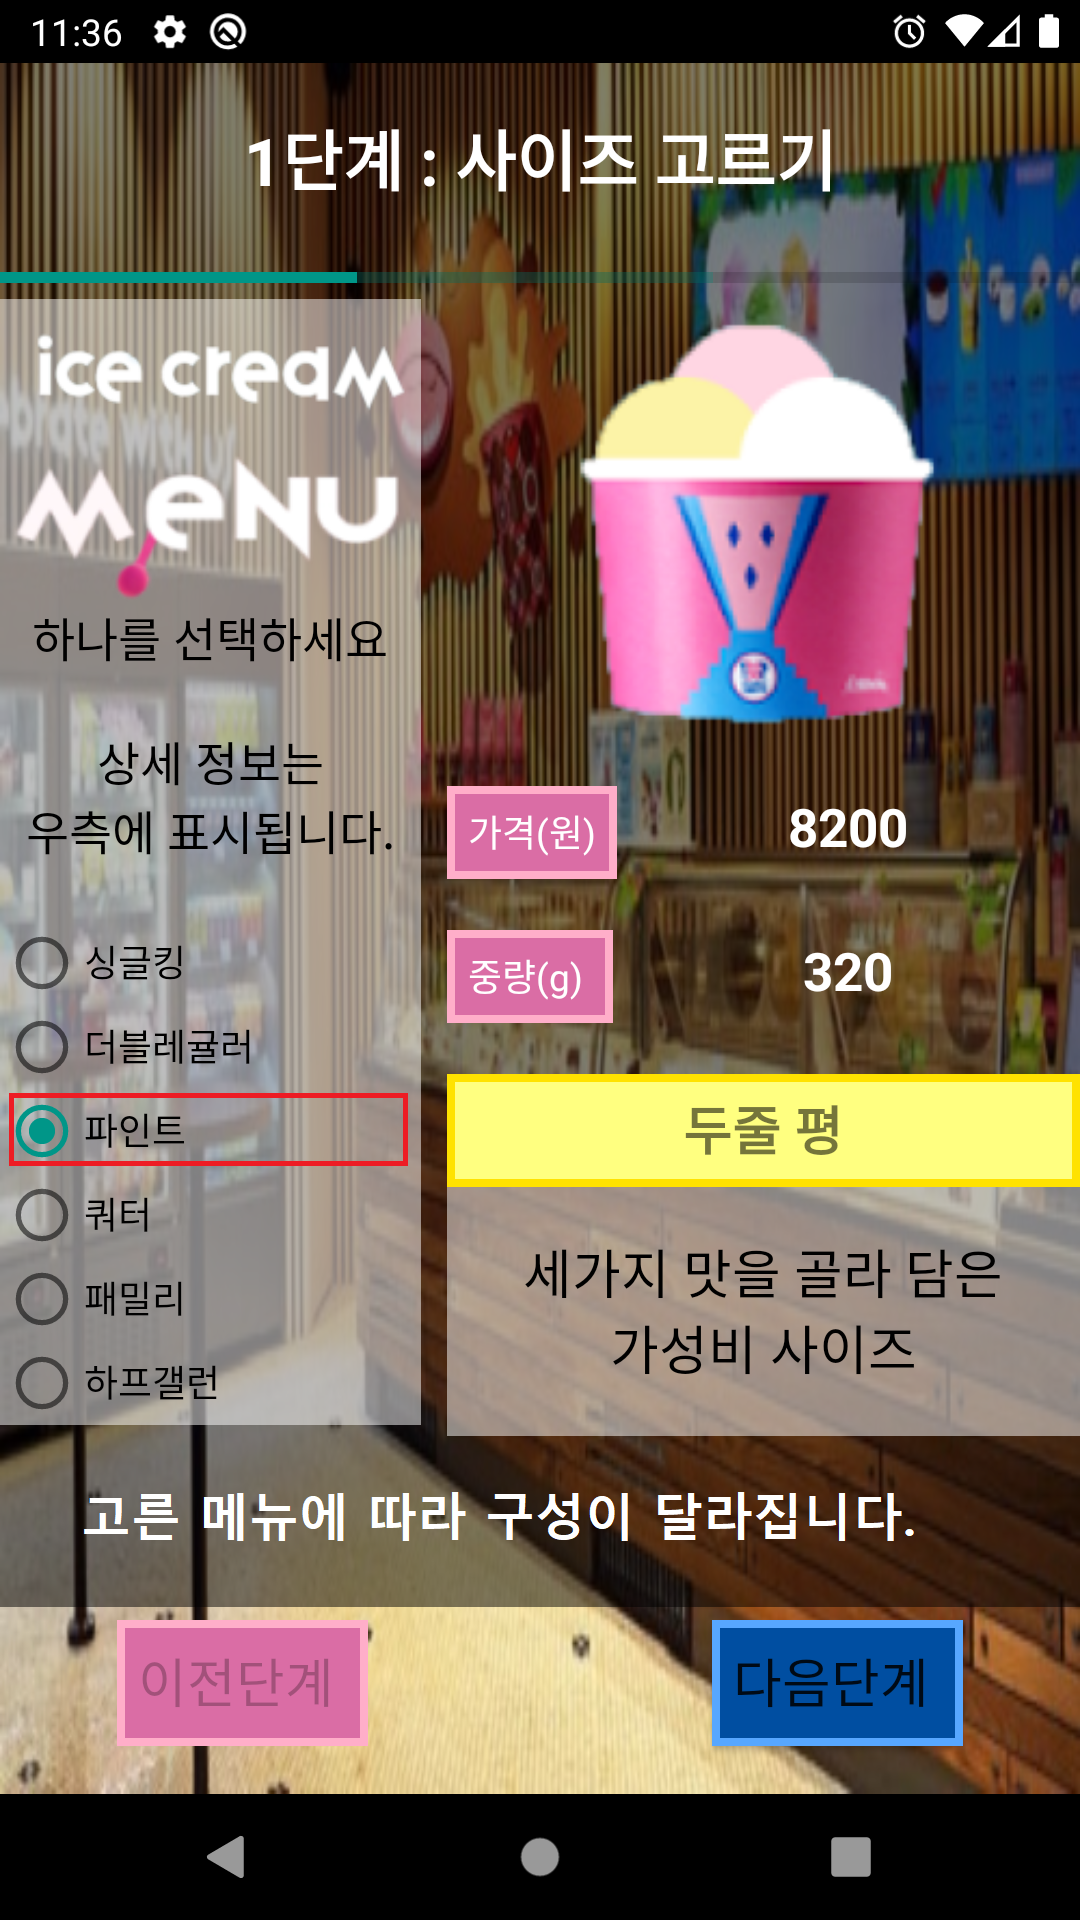 11:36
1단계 : 사이즈 고르기
ice cream
MENU
하나를 선택하세요
상세 정보는
우측에 표시됩니다.
싱글킹
더블레귤러
파인트
쿼터
패밀리
하프갤런
가격(원)
8200
중량(g)
320
두줄 평
세가지 맛을 골라 담은
가성비 사이즈
고른 메뉴에 따라 구성이 달라집니다.
이전단계
다음단계